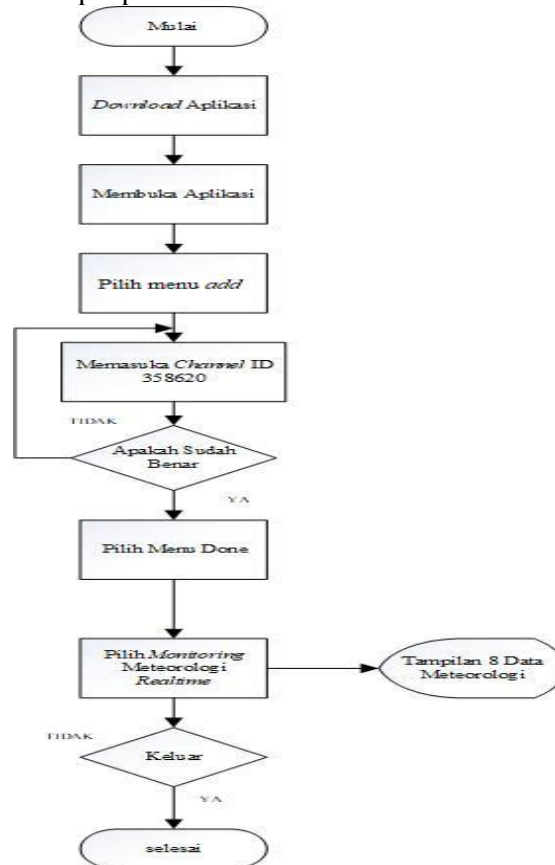 Mulai
Download Aplikasi
Membuka Aplikasi
Pilih menu add
Memasuka Channel ID
358620
TIDAK
Apakah Sudah
Benar
YA
Pilih Menu Done
Pilih Monitoring
Meteorologi
Realtime
Tampilan 8 Data
Meteorologi
TIDAK
Keluar
YA
selesai